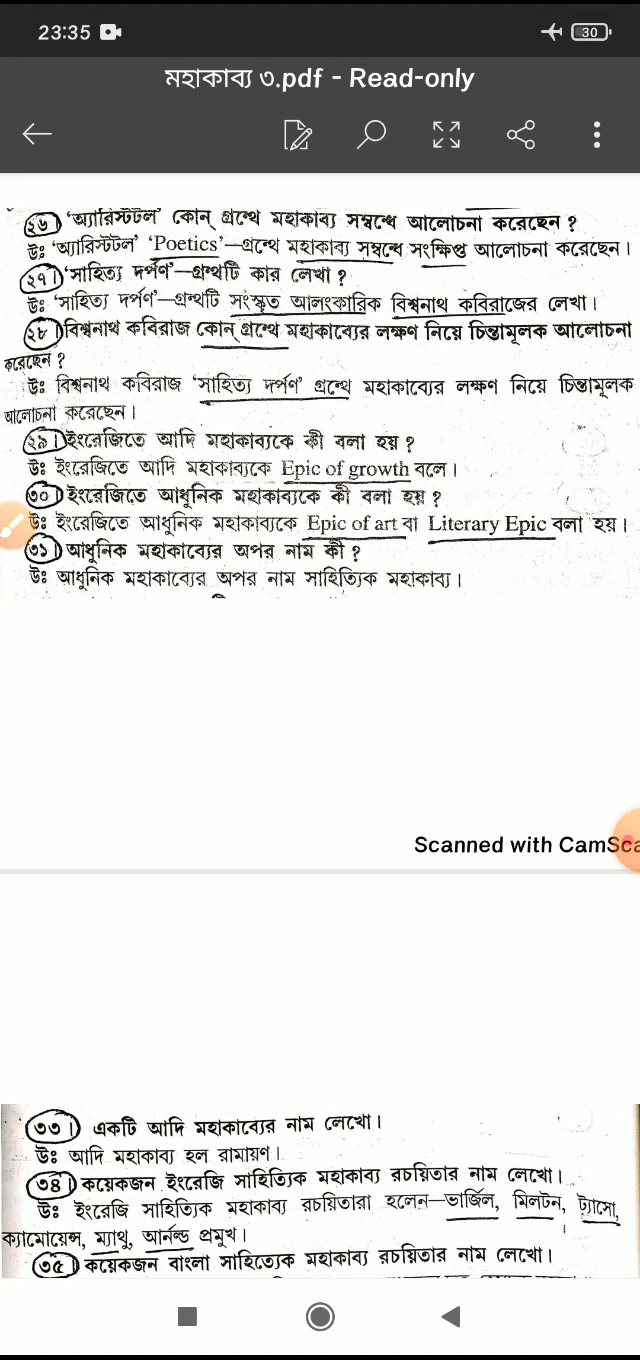 23:35
30
মহাকাব্য ৩.pdf - Read-only
২৬। 'অ্যারিস্টটল' কোন্ গ্রন্থে মহাকাব্য সম্বন্ধে আলোচনা করেছেন ?
উঃ 'অ্যারিস্টটল' 'Poetics'—গ্রন্থে মহাকাব্য সম্বন্ধে সংক্ষিপ্ত আলোচনা করেছেন।
২৭। 'সাহিত্য দর্পণ'—গ্রন্থটি কার লেখা ?
উঃ 'সাহিত্য দর্পণ'—গ্রন্থটি সংস্কৃত আলংকারিক বিশ্বনাথ কবিরাজের লেখা।
২৮। বিশ্বনাথ কবিরাজ কোন্ গ্রন্থে মহাকাব্যের লক্ষণ নিয়ে চিন্তামূলক আলোচনা
করেছেন ?
উঃ বিশ্বনাথ কবিরাজ 'সাহিত্য দর্পণ' গ্রন্থে মহাকাব্যের লক্ষণ নিয়ে চিন্তামূলক
আলোচনা করেছেন।
২৯। ইংরেজিতে আদি মহাকাব্যকে কী বলা হয় ?
উঃ ইংরেজিতে আদি মহাকাব্যকে Epic of growth বলে।
৩০। ইংরেজিতে আধুনিক মহাকাব্যকে কী বলা হয় ?
উঃ ইংরেজিতে আধুনিক মহাকাব্যকে Epic of art বা Literary Epic বলা হয়।
৩১। আধুনিক মহাকাব্যের অপর নাম কী ?
উঃ আধুনিক মহাকাব্যের অপর নাম সাহিত্যিক মহাকাব্য।
Scanned with CamSca
৩৩। একটি আদি মহাকাব্যের নাম লেখো।
উঃ আদি মহাকাব্য হল রামায়ণ।
৩৪। কয়েকজন ইংরেজি সাহিত্যিক মহাকাব্য রচয়িতার নাম লেখো।
উঃ ইংরেজি সাহিত্যিক মহাকাব্য রচয়িতারা হলেন—ভার্জিল, মিলটন, ট্যাসো,
ক্যামোয়েন্স, ম্যাথু, আর্নল্ড প্রমুখ।
৩৫। কয়েকজন বাংলা সাহিত্যিক মহাকাব্য রচয়িতার নাম লেখো।